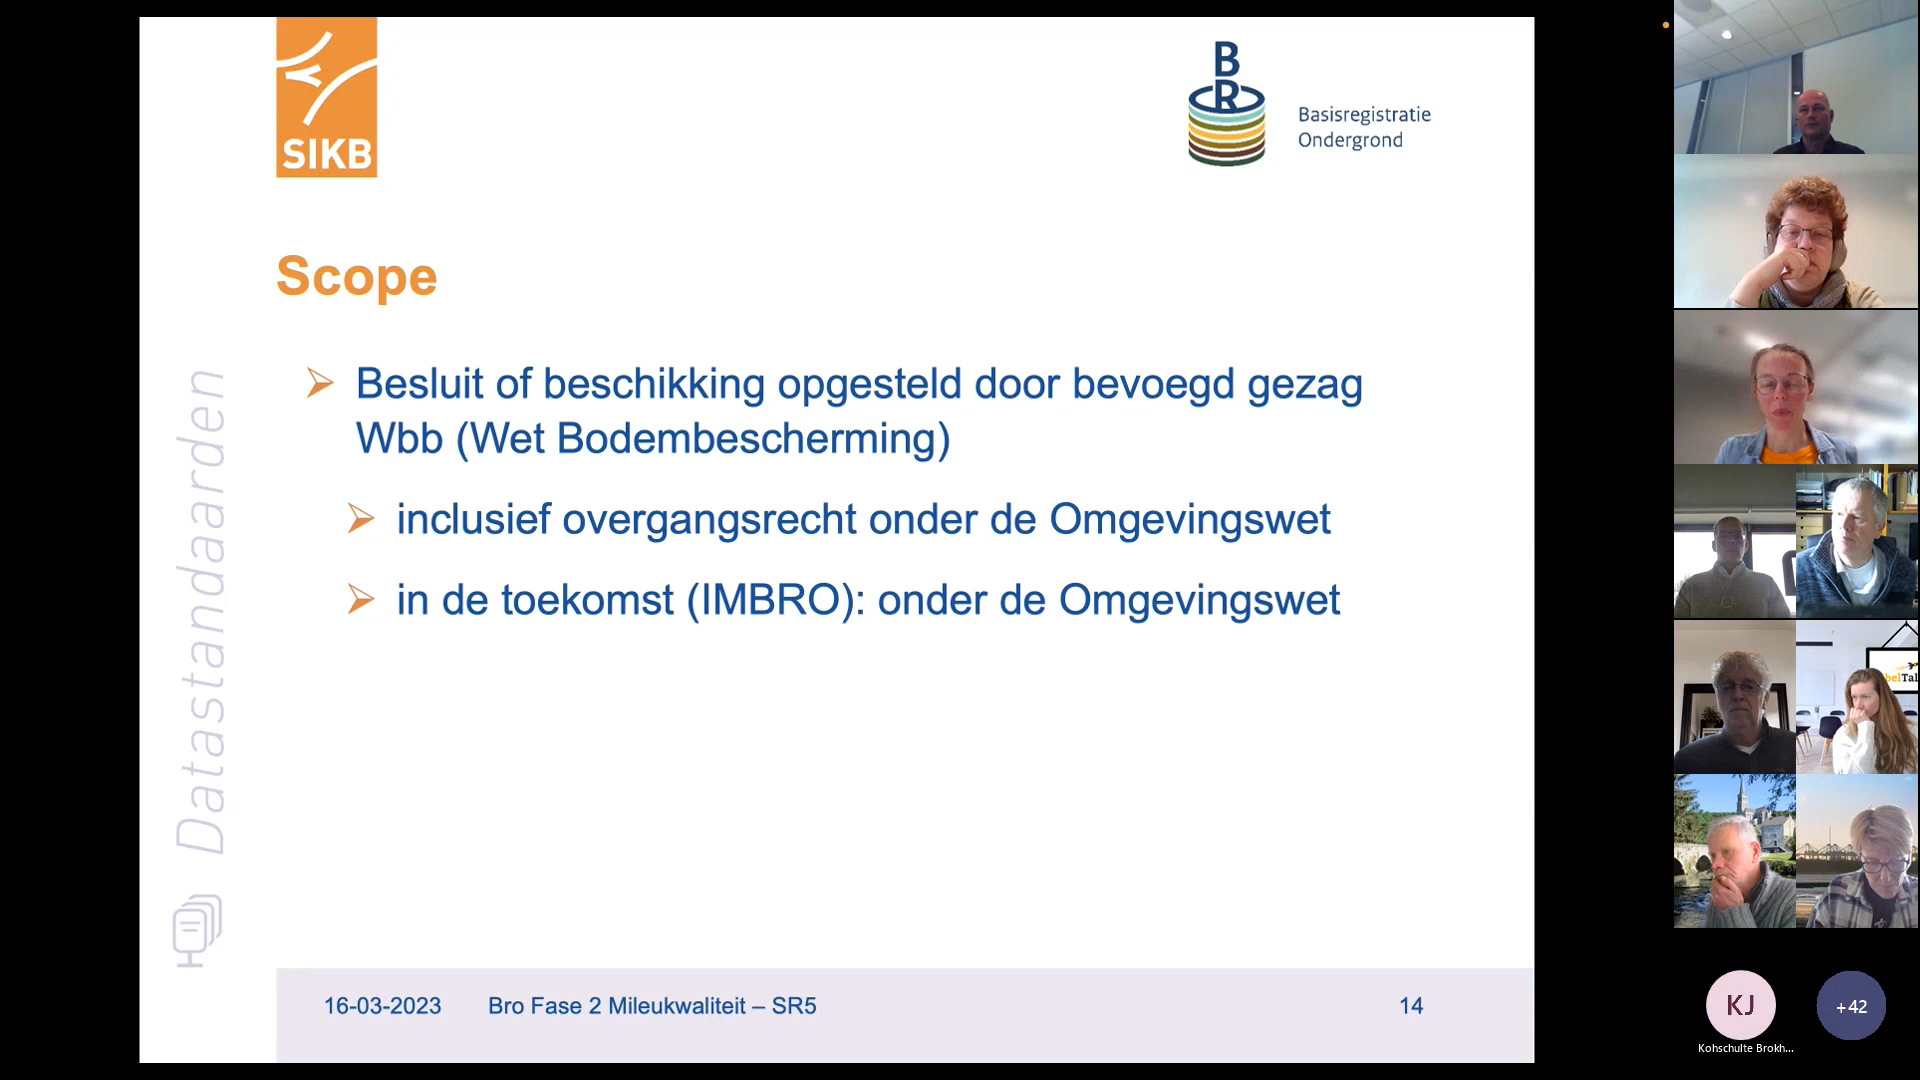 SIKB
BR
Basisregistratie
Ondergrond
Scope
Besluit of beschikking opgesteld door bevoegd gezag
Wbb (Wet Bodembescherming)
inclusief overgangsrecht onder de Omgevingswet
in de toekomst (IMBRO): onder de Omgevingswet
Datastandaarden
16-03-2023 Bro Fase 2 Mileukwaliteit – SR5 14
belTal
KJ
+42
Kohschulte Brokh...